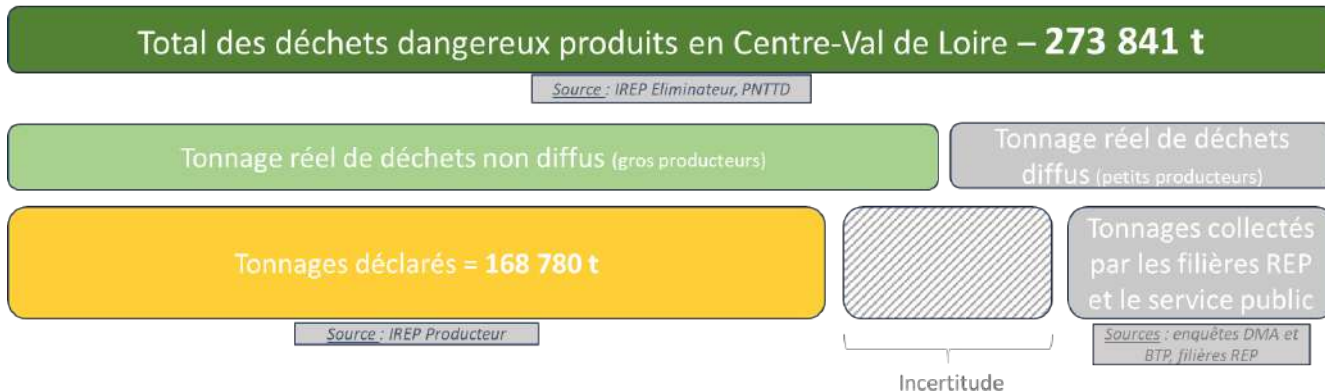 Total des déchets dangereux produits en Centre-Val de Loire – 273 841 t
Source : IREP Eliminateur, PNTTD
Tonnage réel de déchets non diffus (gros producteurs)
Tonnage réel de déchets
diffus (petits producteurs)
Tonnages déclarés = 168 780 t
Tonnages collectés
par les filières REP
et le service public
Source : IREP Producteur
Sources : enquêtes DMA et
BTP, filières REP
Incertitude